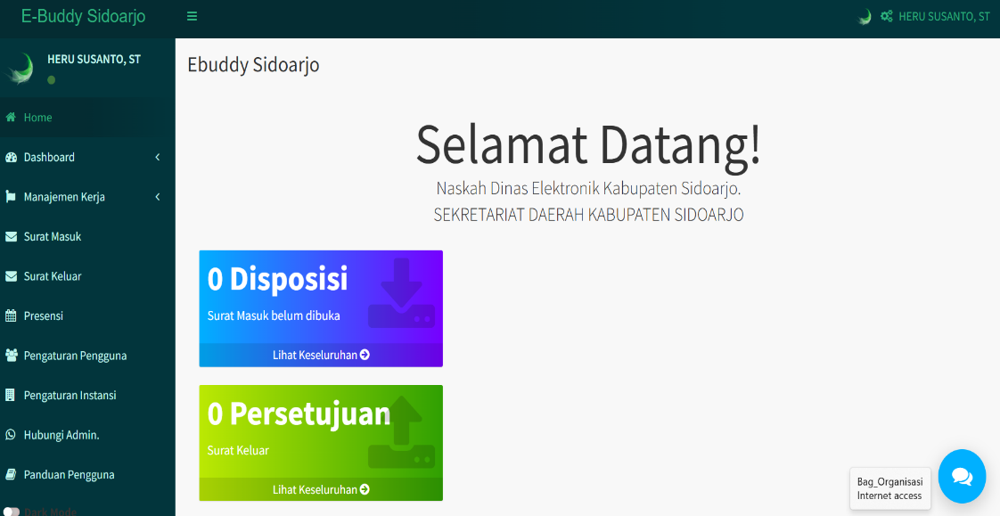 E-Buddy Sidoarjo
HERU SUSANTO, ST
HERU SUSANTO, ST
Home
Dashboard
Manajemen Kerja
Surat Masuk
Surat Keluar
Presensi
Pengaturan Pengguna
Pengaturan Instansi
Hubungi Admin.
Panduan Pengguna
Dark Mode
Ebuddy Sidoarjo
Selamat Datang!
Naskah Dinas Elektronik Kabupaten Sidoarjo.
SEKRETARIAT DAERAH KABUPATEN SIDOARJO
0 Disposisi
Surat Masuk belum dibuka
Lihat Keseluruhan
0 Persetujuan
Surat Keluar
Lihat Keseluruhan
Bag_Organisasi
Internet access